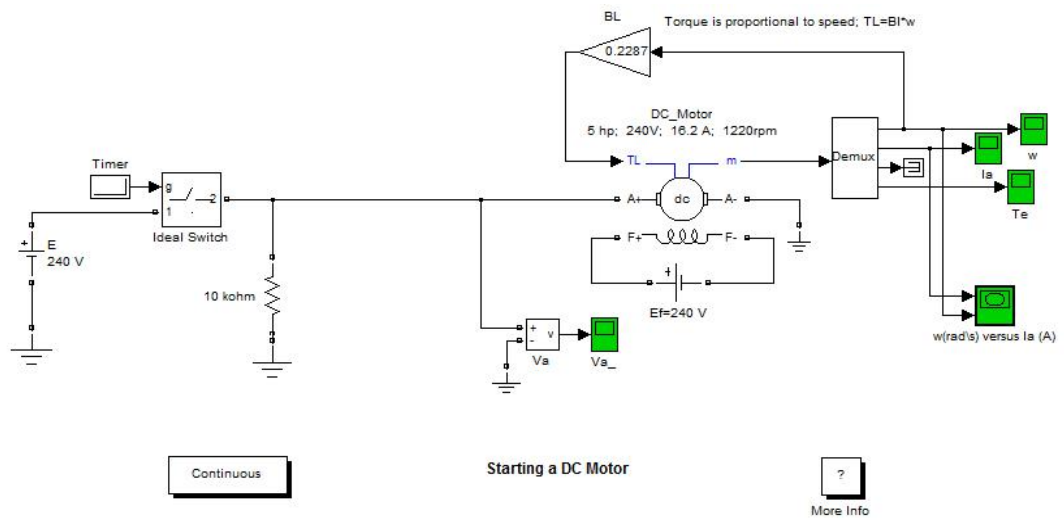 BL
Torque is proportional to speed; TL=Bl*w
0.2287
DC_Motor
5 hp; 240V; 16.2 A; 1220rpm
Timer
TL
m
Demux
w
Ia
Te
g
1
2
Ideal Switch
A+
dc
A-
E
240 V
F+
F-
10 kohm
Ef=240 V
+
-
v
Va
Va_
w(rad\s) versus Ia (A)
Continuous
Starting a DC Motor
?
More Info